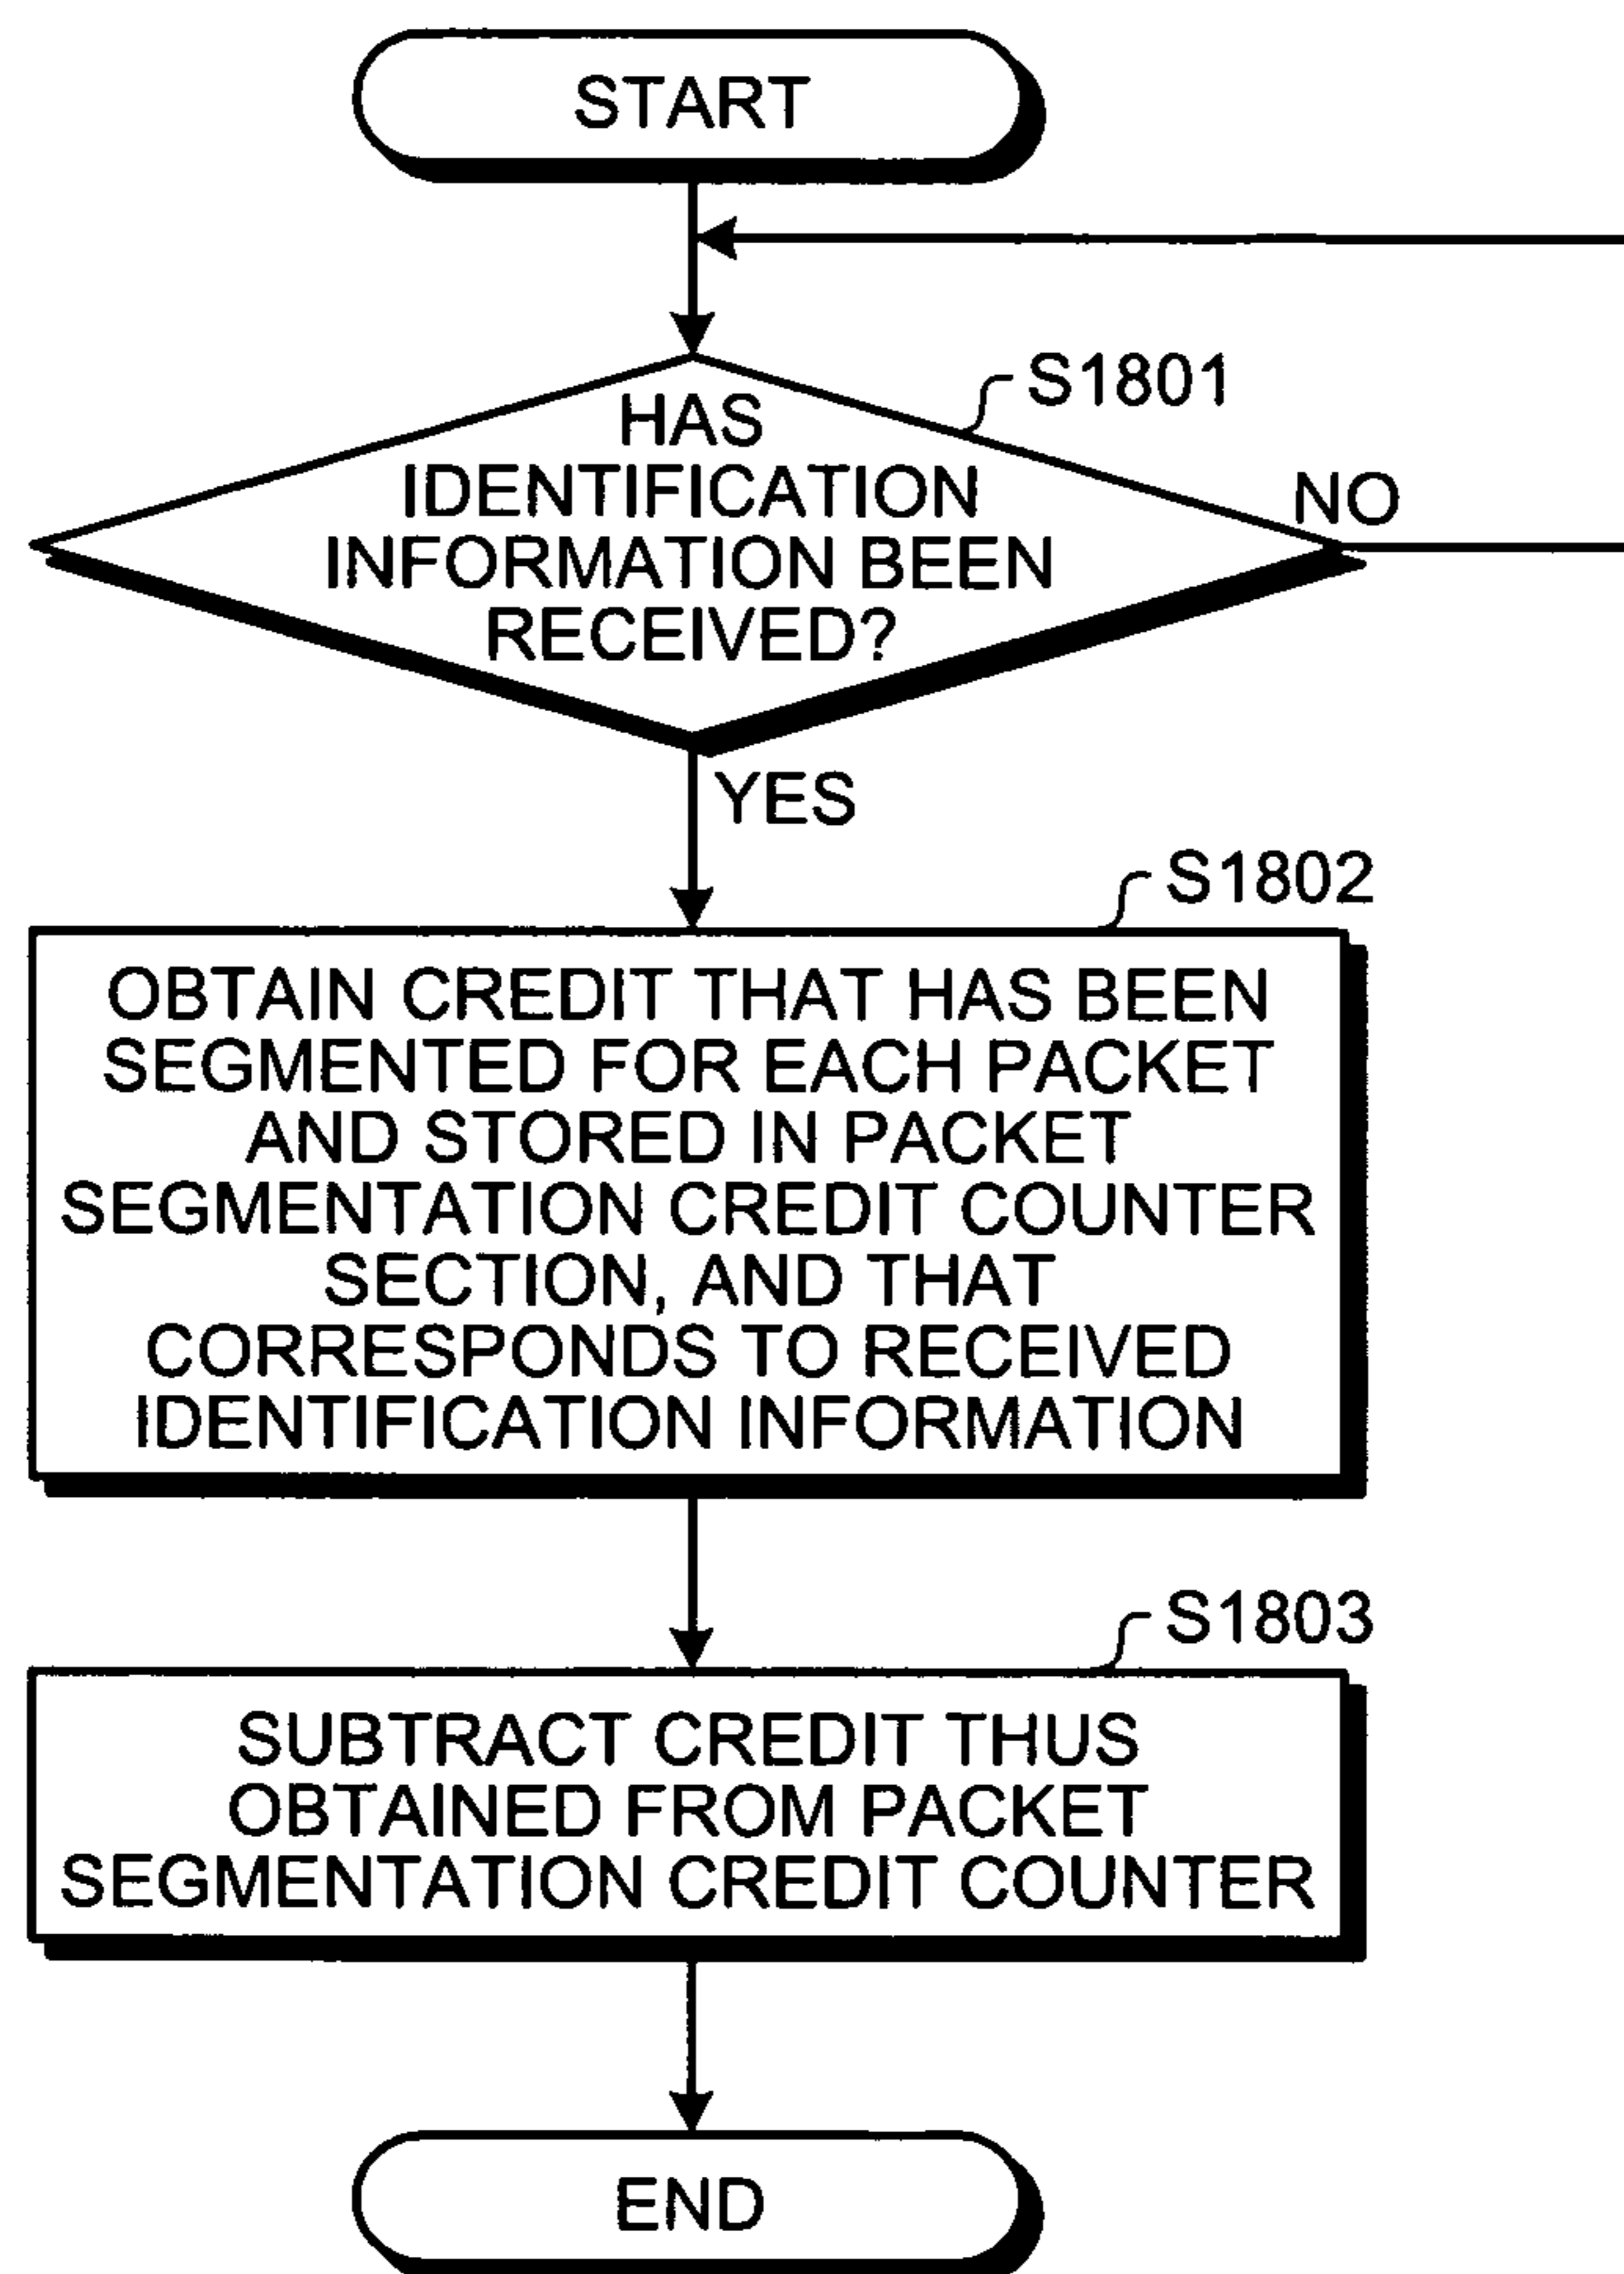 START
S1801
HAS
IDENTIFICATION
INFORMATION BEEN
RECEIVED?
NO
YES
S1802
OBTAIN CREDIT THAT HAS BEEN
SEGMENTED FOR EACH PACKET
AND STORED IN PACKET
SEGMENTATION CREDIT COUNTER
SECTION, AND THAT
CORRESPONDS TO RECEIVED
IDENTIFICATION INFORMATION
S1803
SUBTRACT CREDIT THUS
OBTAINED FROM PACKET
SEGMENTATION CREDIT COUNTER
END